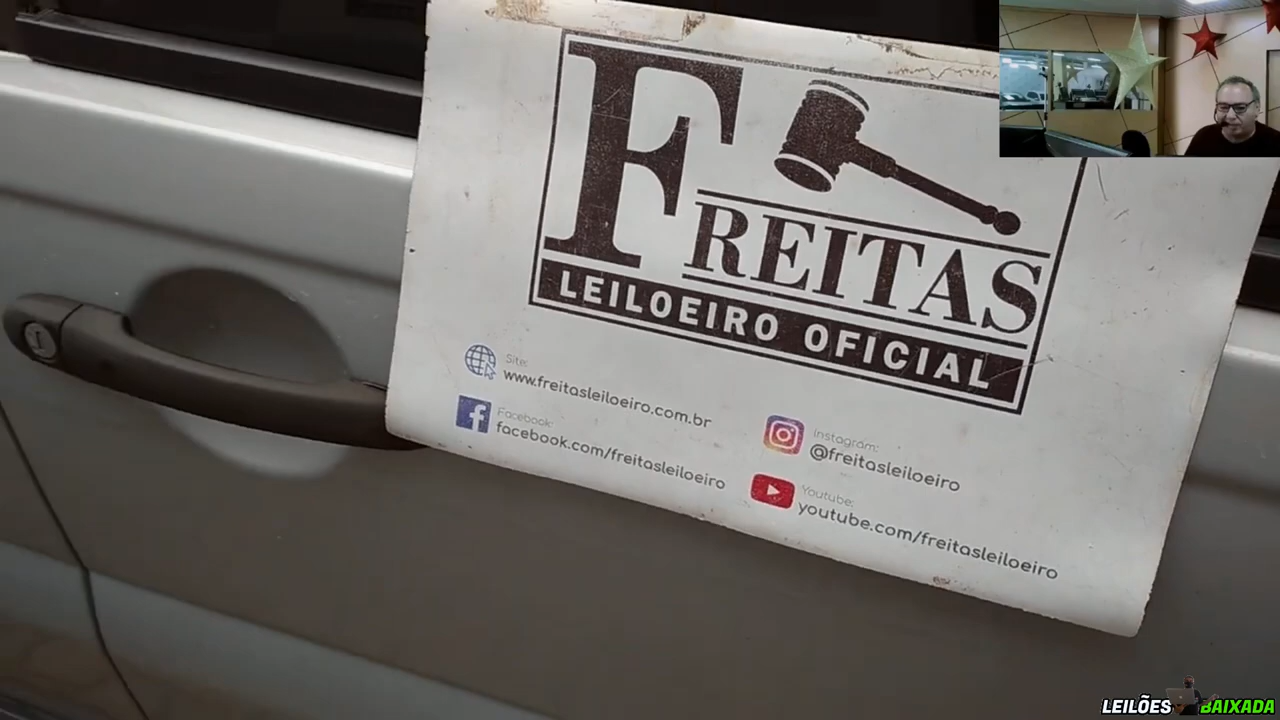 FREITAS
LEILOEIRO OFICIAL
Site:
www.freitasleiloeiro.com.br
Facebook:
facebook.com/freitasleiloeiro
Instagram:
@freitasleiloeiro
Youtube:
youtube.com/freitasleiloeiro
LEILÕES BAIXADA